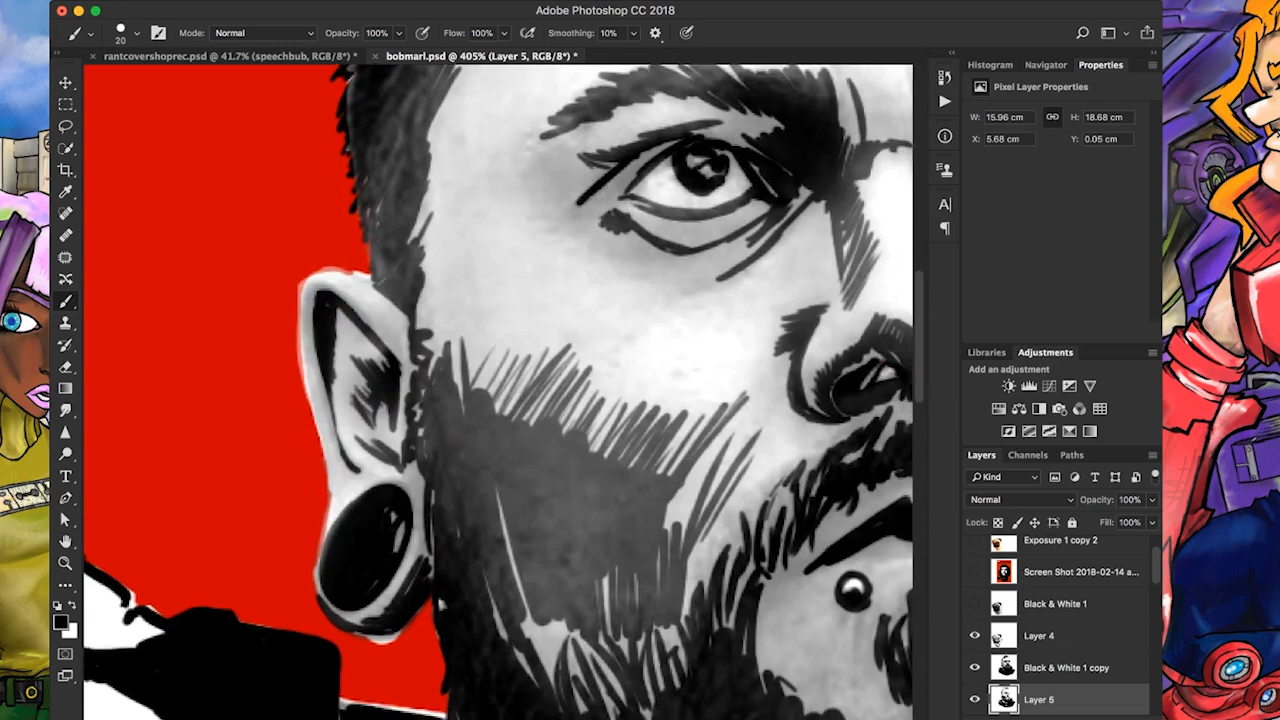 Adobe Photoshop CC 2018
20 Mode: Normal Opacity: 100% Flow: 100% Smoothing: 10%
× rantcovershoprec.psd @ 41.7% (speechbub, RGB/8*) * × bobmarl.psd @ 405% (Layer 5, RGB/8*) *
Histogram Navigator Properties
Pixel Layer Properties
W: 15.96 cm H: 18.68 cm
X: 5.68 cm Y: 0.05 cm
Libraries Adjustments
Add an adjustment
Layers Channels Paths
Kind
Normal Opacity: 100%
Lock: Fill: 100%
Exposure 1 copy 2
Screen Shot 2018-02-14 a...
Black & White 1
Layer 4
Black & White 1 copy
Layer 5